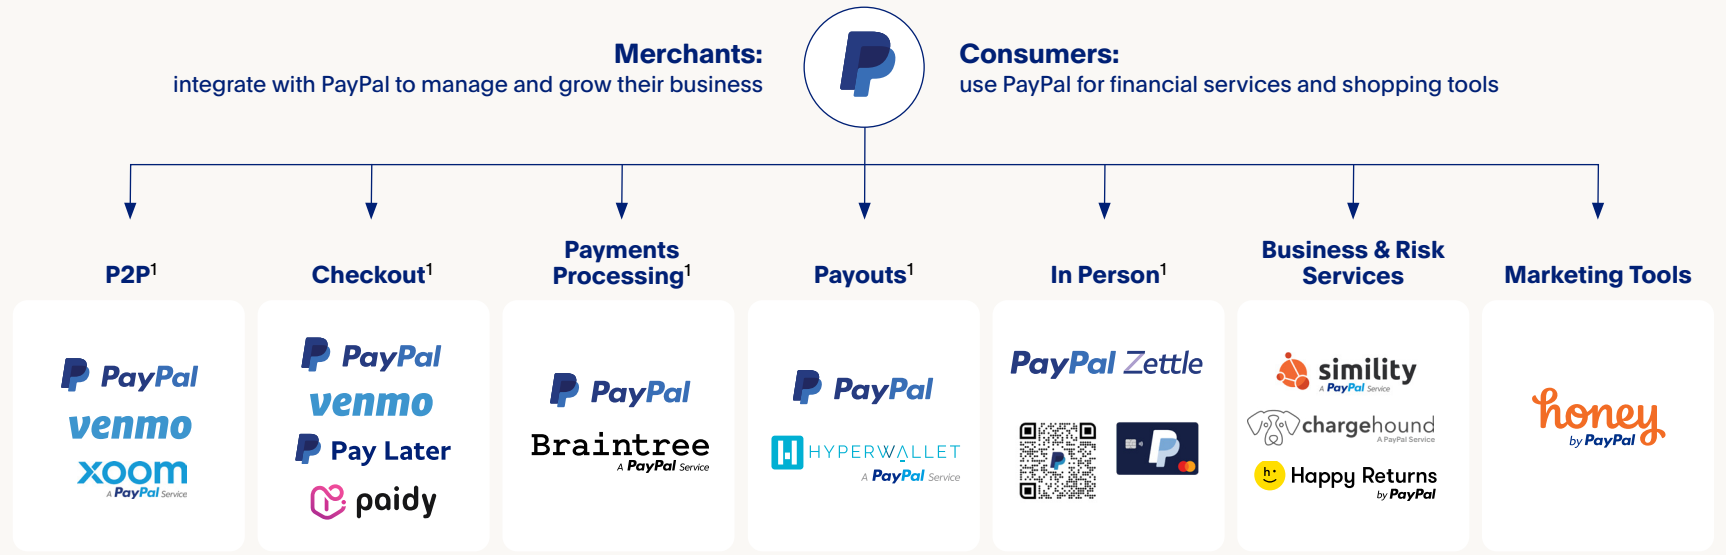 Merchants:
integrate with PayPal to manage and grow their business
Consumers:
use PayPal for financial services and shopping tools
P2P1
PayPal
venmo
xoom
A PayPal Service
Checkout1
PayPal
venmo
Pay Later
paidy
Payments
Processing1
PayPal
Braintree
A PayPal Service
Payouts1
PayPal
HYPERWALLET
A PayPal Service
In Person1
PayPal Zettle
Business & Risk
Services
simility
A PayPal Service
chargehound
A PayPal Service
h
Happy Returns
by PayPal
Marketing Tools
honey
by PayPal